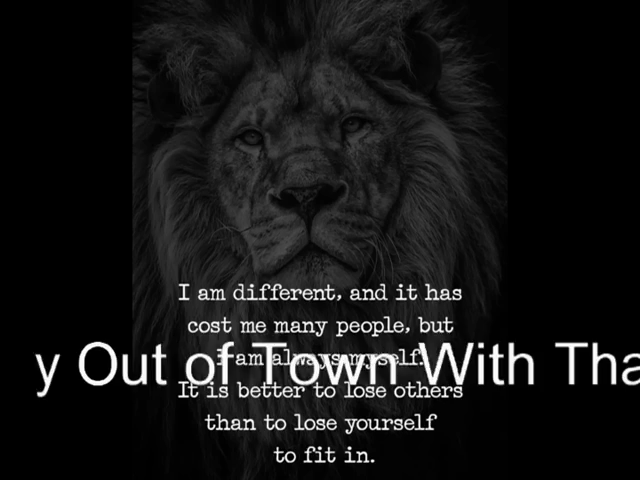 I am different, and it has
cost me many people, but
I am always myself.
y Out of Town With Tha
It is better to lose others
than to lose yourself
to fit in.